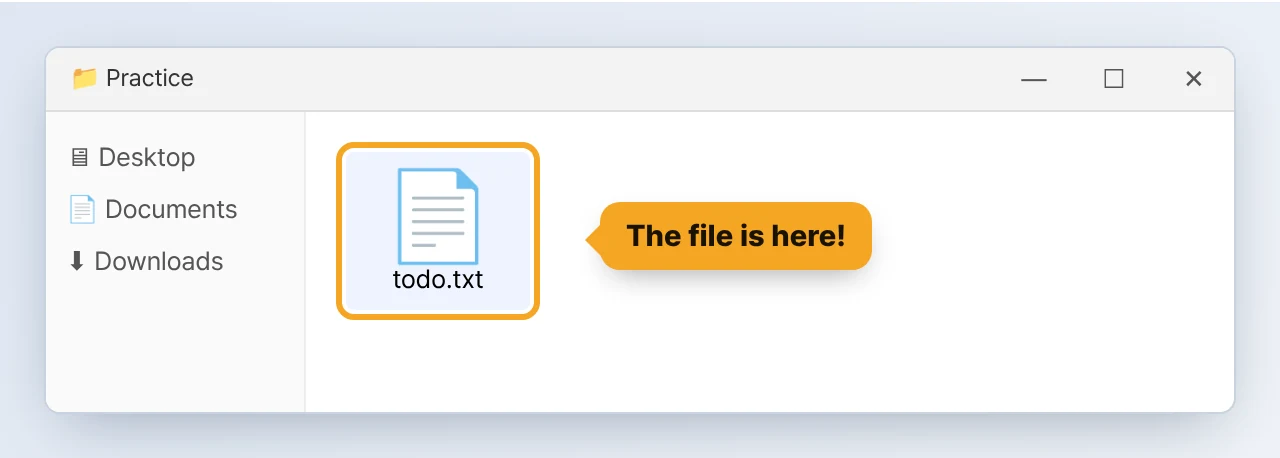 Practice
Desktop
Documents
Downloads
todo.txt
The file is here!